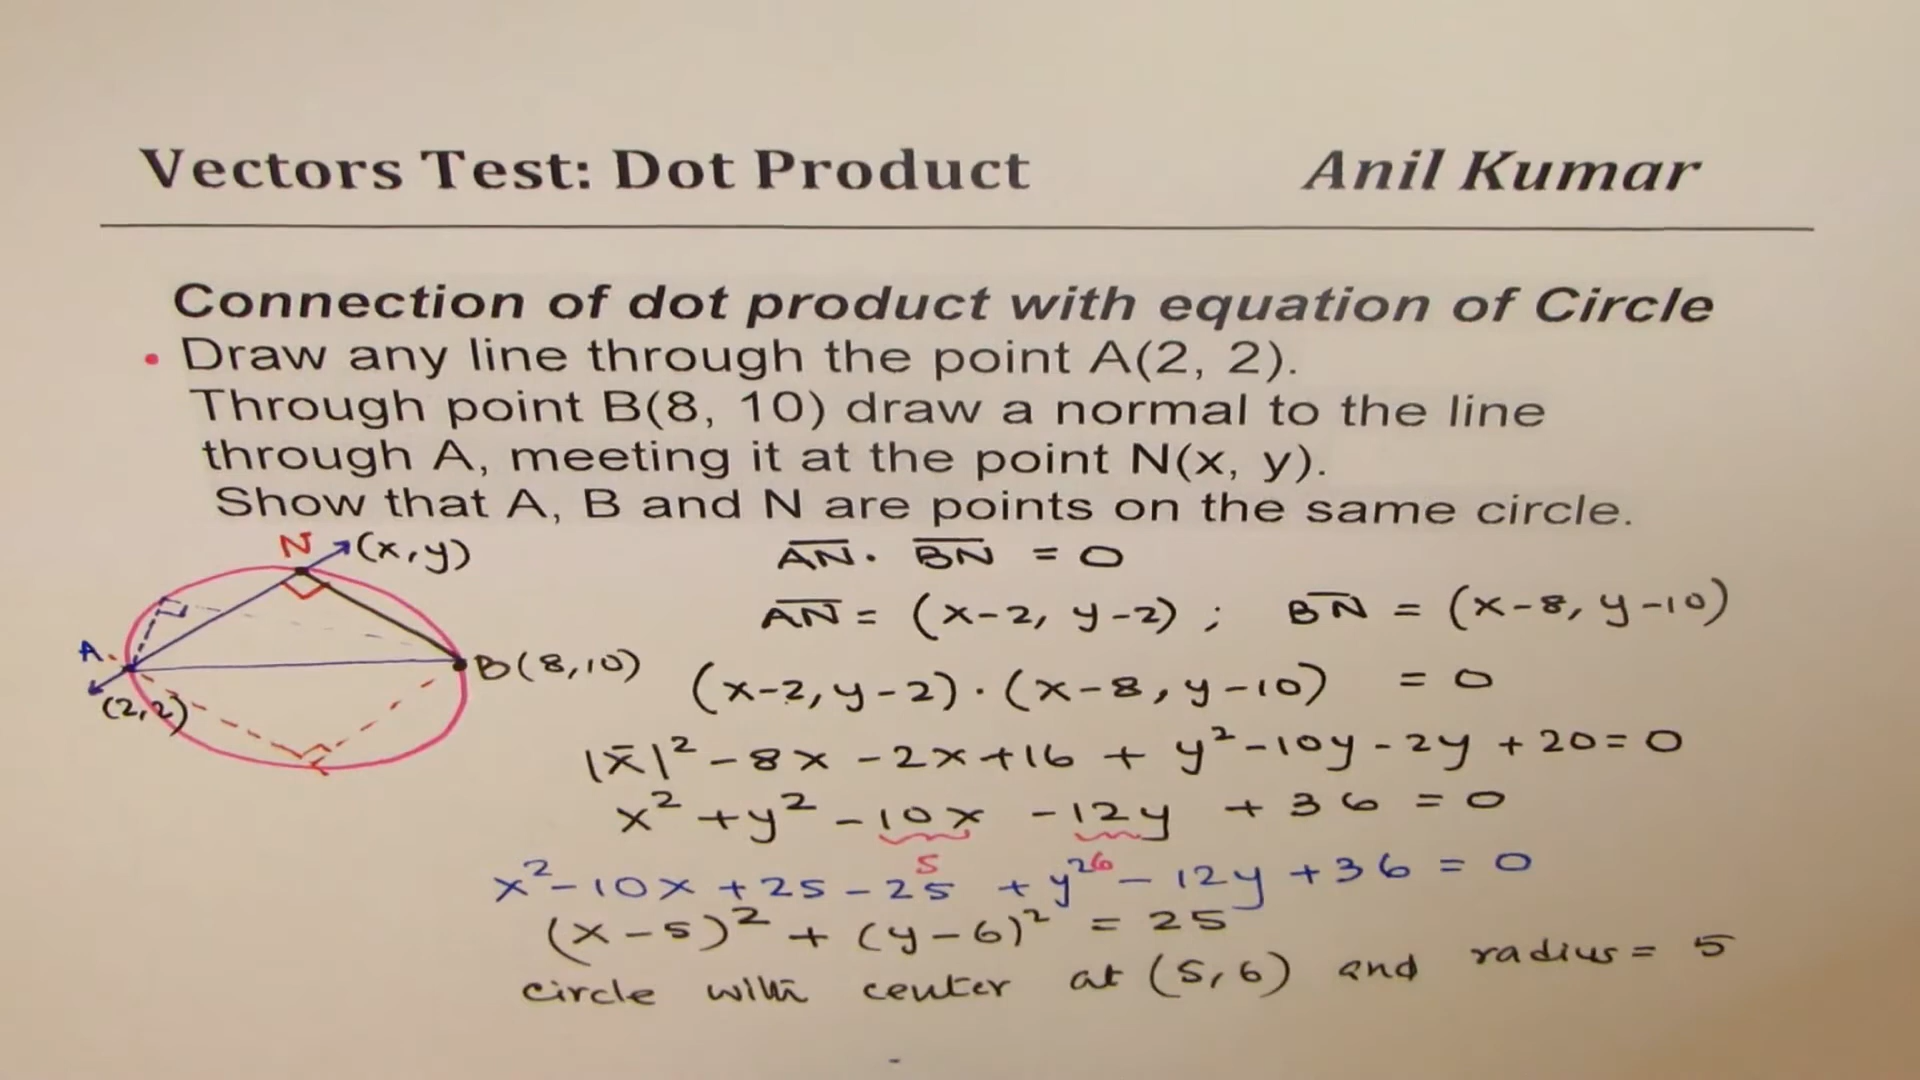 Vectors Test: Dot Product Anil Kumar
Connection of dot product with equation of Circle
• Draw any line through the point A(2, 2).
Through point B(8, 10) draw a normal to the line
through A, meeting it at the point N(x, y).
Show that A, B and N are points on the same circle.
N (x,y)
A.
(2,2)
B(8,10)
A͞N · B͞N = 0
A͞N = (x-2, y-2) ; B͞N = (x-8, y-10)
(x-2, y-2) · (x-8, y-10) = 0
|x̄|² - 8x - 2x + 16 + y² - 10y - 2y + 20 = 0
x² + y² - 10x - 12y + 36 = 0
5 6
x² - 10x + 25 - 25 + y² - 12y + 36 = 0
(x-5)² + (y-6)² = 25
circle with center at (5,6) and radius = 5